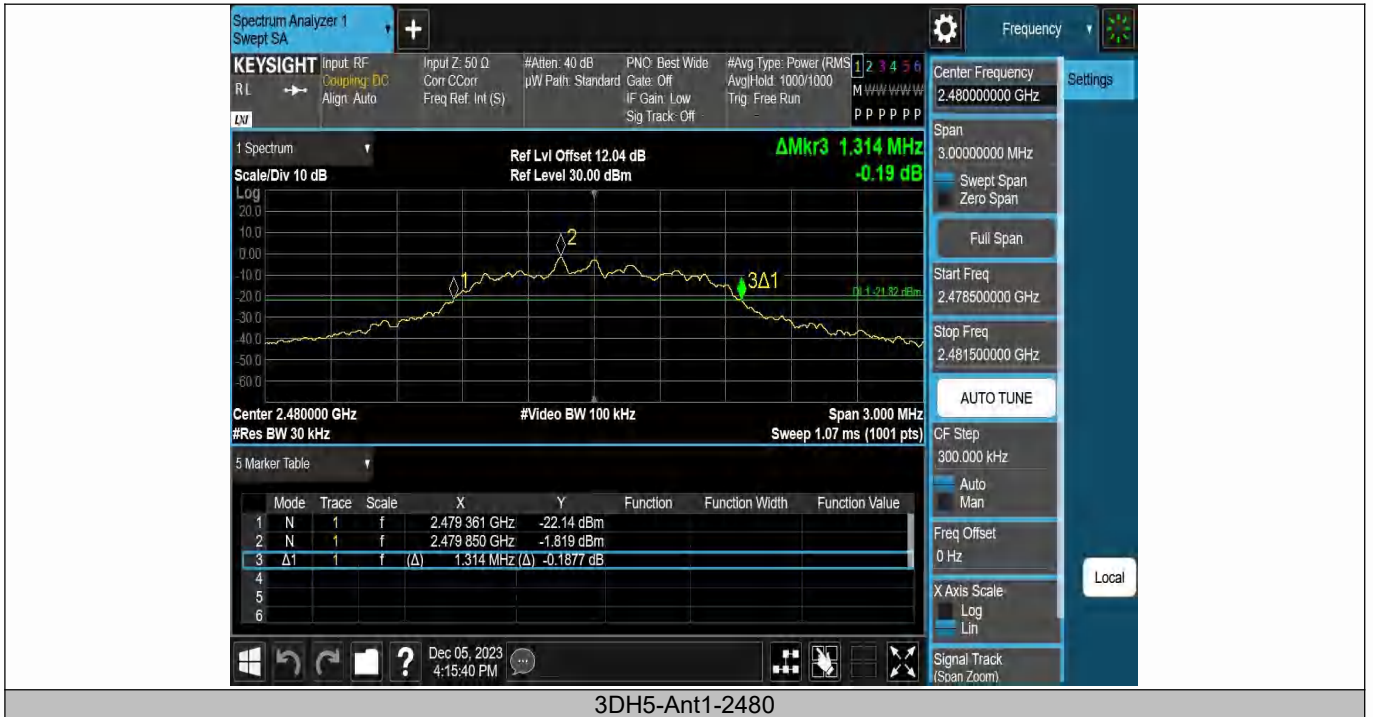 Spectrum Analyzer 1
Swept SA
+
Frequency
KEYSIGHT
RL
LXI
Input: RF
Coupling: DC
Align: Auto
Input Z: 50 Ω
Corr CCorr
Freq Ref: Int (S)
#Atten: 40 dB
µW Path: Standard
PNO: Best Wide
Gate: Off
IF Gain: Low
Sig Track: Off
#Avg Type: Power (RMS
Avg|Hold: 1000/1000
Trig: Free Run
1 2 3 4 5 6
M W W W W W
P P P P P P
1 Spectrum
Scale/Div 10 dB
Ref Lvl Offset 12.04 dB
Ref Level 30.00 dBm
ΔMkr3 1.314 MHz
-0.19 dB
Log
20.0
10.0
0.00
-10.0
-20.0
-30.0
-40.0
-50.0
-60.0
1
2
3Δ1
DL1 -21.82 dBm
Center 2.480000 GHz
#Video BW 100 kHz
Span 3.000 MHz
#Res BW 30 kHz
Sweep 1.07 ms (1001 pts)
5 Marker Table
Mode Trace Scale X Y Function Function Width Function Value
1 N 1 f 2.479 361 GHz -22.14 dBm
2 N 1 f 2.479 850 GHz -1.819 dBm
3 Δ1 1 f (Δ) 1.314 MHz (Δ) -0.1877 dB
4
5
6
Center Frequency
2.480000000 GHz
Settings
Span
3.00000000 MHz
Swept Span
Zero Span
Full Span
Start Freq
2.478500000 GHz
Stop Freq
2.481500000 GHz
AUTO TUNE
CF Step
300.000 kHz
Auto
Man
Freq Offset
0 Hz
X Axis Scale
Log
Lin
Local
Signal Track
(Span Zoom)
?
Dec 05, 2023
4:15:40 PM
3DH5-Ant1-2480